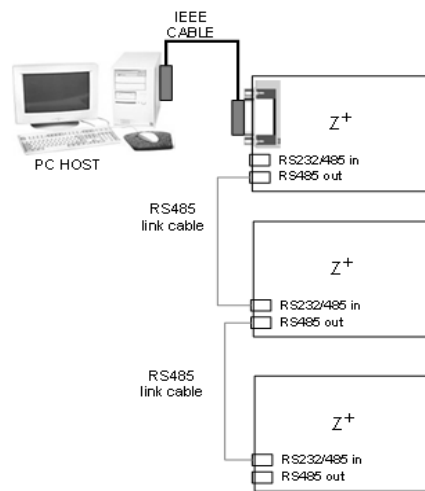 IEEE
CABLE
PC HOST
Z+
RS232/485 in
RS485 out
RS485
link cable
Z+
RS232/485 in
RS485 out
RS485
link cable
Z+
RS232/485 in
RS485 out